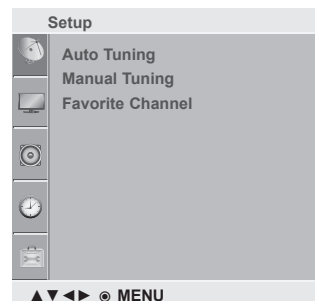 Setup
Auto Tuning
Manual Tuning
Favorite Channel
▲▼◄► ◉ MENU